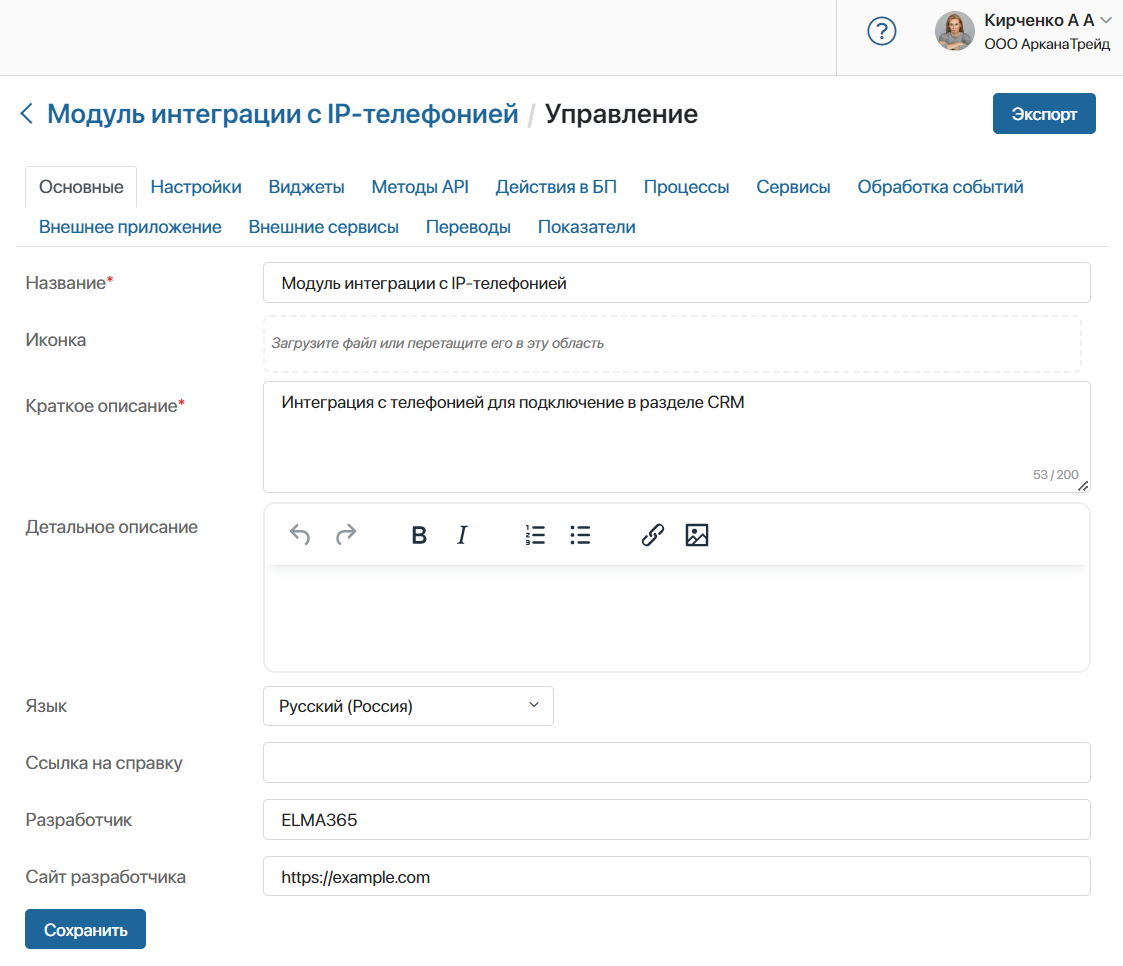 ?
Кирченко А А
ООО АрканаТрейд
Модуль интеграции с IP-телефонией / Управление
Экспорт
Основные Настройки Виджеты Методы API Действия в БП Процессы Сервисы Обработка событий
Внешнее приложение Внешние сервисы Переводы Показатели
Название* Модуль интеграции с IP-телефонией
Иконка Загрузите файл или перетащите его в эту область
Краткое описание* Интеграция с телефонией для подключение в разделе CRM
53 / 200
Детальное описание
B I
Язык Русский (Россия)
Ссылка на справку
Разработчик ELMA365
Сайт разработчика https://example.com
Сохранить